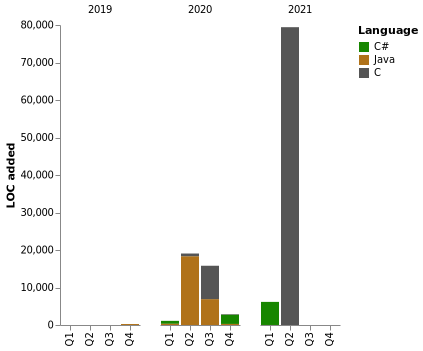 2019 2020 2021
Language
C#
Java
C
LOC added
80,000
70,000
60,000
50,000
40,000
30,000
20,000
10,000
0
Q1 Q2 Q3 Q4 Q1 Q2 Q3 Q4 Q1 Q2 Q3 Q4